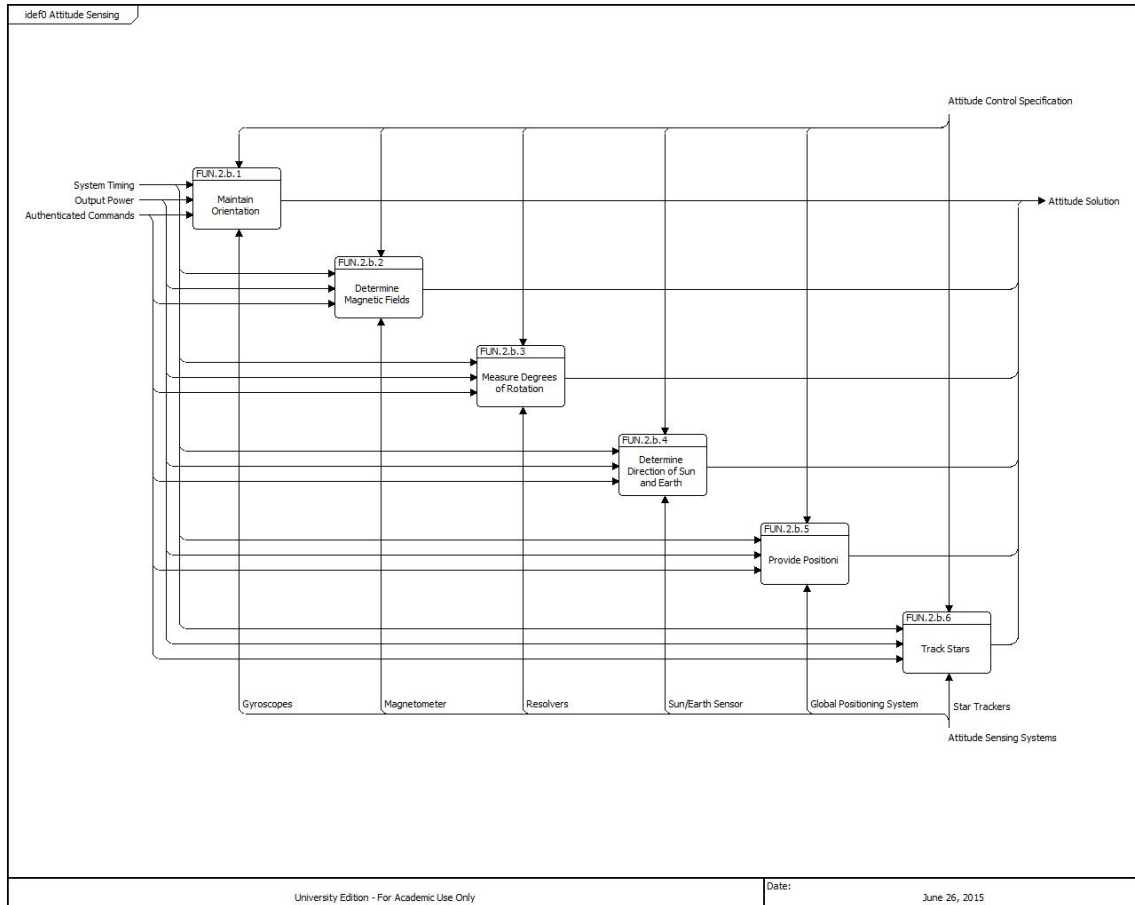 idef0 Attitude Sensing
Attitude Control Specification
FUN.2.b.1
Maintain
Orientation
System Timing
Output Power
Authenticated Commands
Attitude Solution
FUN.2.b.2
Determine
Magnetic Fields
FUN.2.b.3
Measure Degrees
of Rotation
FUN.2.b.4
Determine
Direction of Sun
and Earth
FUN.2.b.5
Provide Positioni
FUN.2.b.6
Track Stars
Gyroscopes
Magnetometer
Resolvers
Sun/Earth Sensor
Global Positioning System
Star Trackers
Attitude Sensing Systems
University Edition - For Academic Use Only
Date:
June 26, 2015